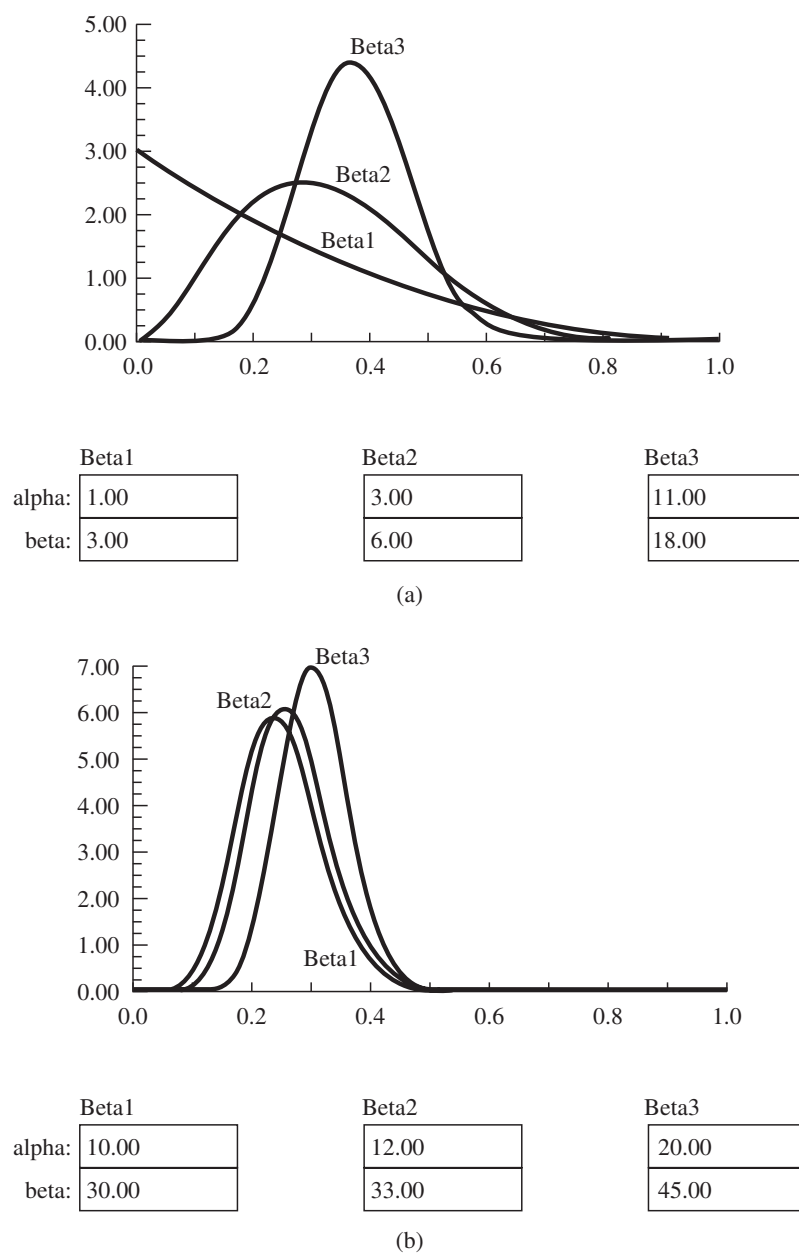 5.00
Beta3
4.00
3.00
Beta2
2.00
Beta1
1.00
0.00
0.0 0.2 0.4 0.6 0.8 1.0
Beta1 Beta2 Beta3
alpha: 1.00 3.00 11.00
beta: 3.00 6.00 18.00
(a)
7.00 Beta3
Beta2
6.00
5.00
4.00
3.00
2.00
1.00 Beta1
0.00
0.0 0.2 0.4 0.6 0.8 1.0
Beta1 Beta2 Beta3
alpha: 10.00 12.00 20.00
beta: 30.00 33.00 45.00
(b)